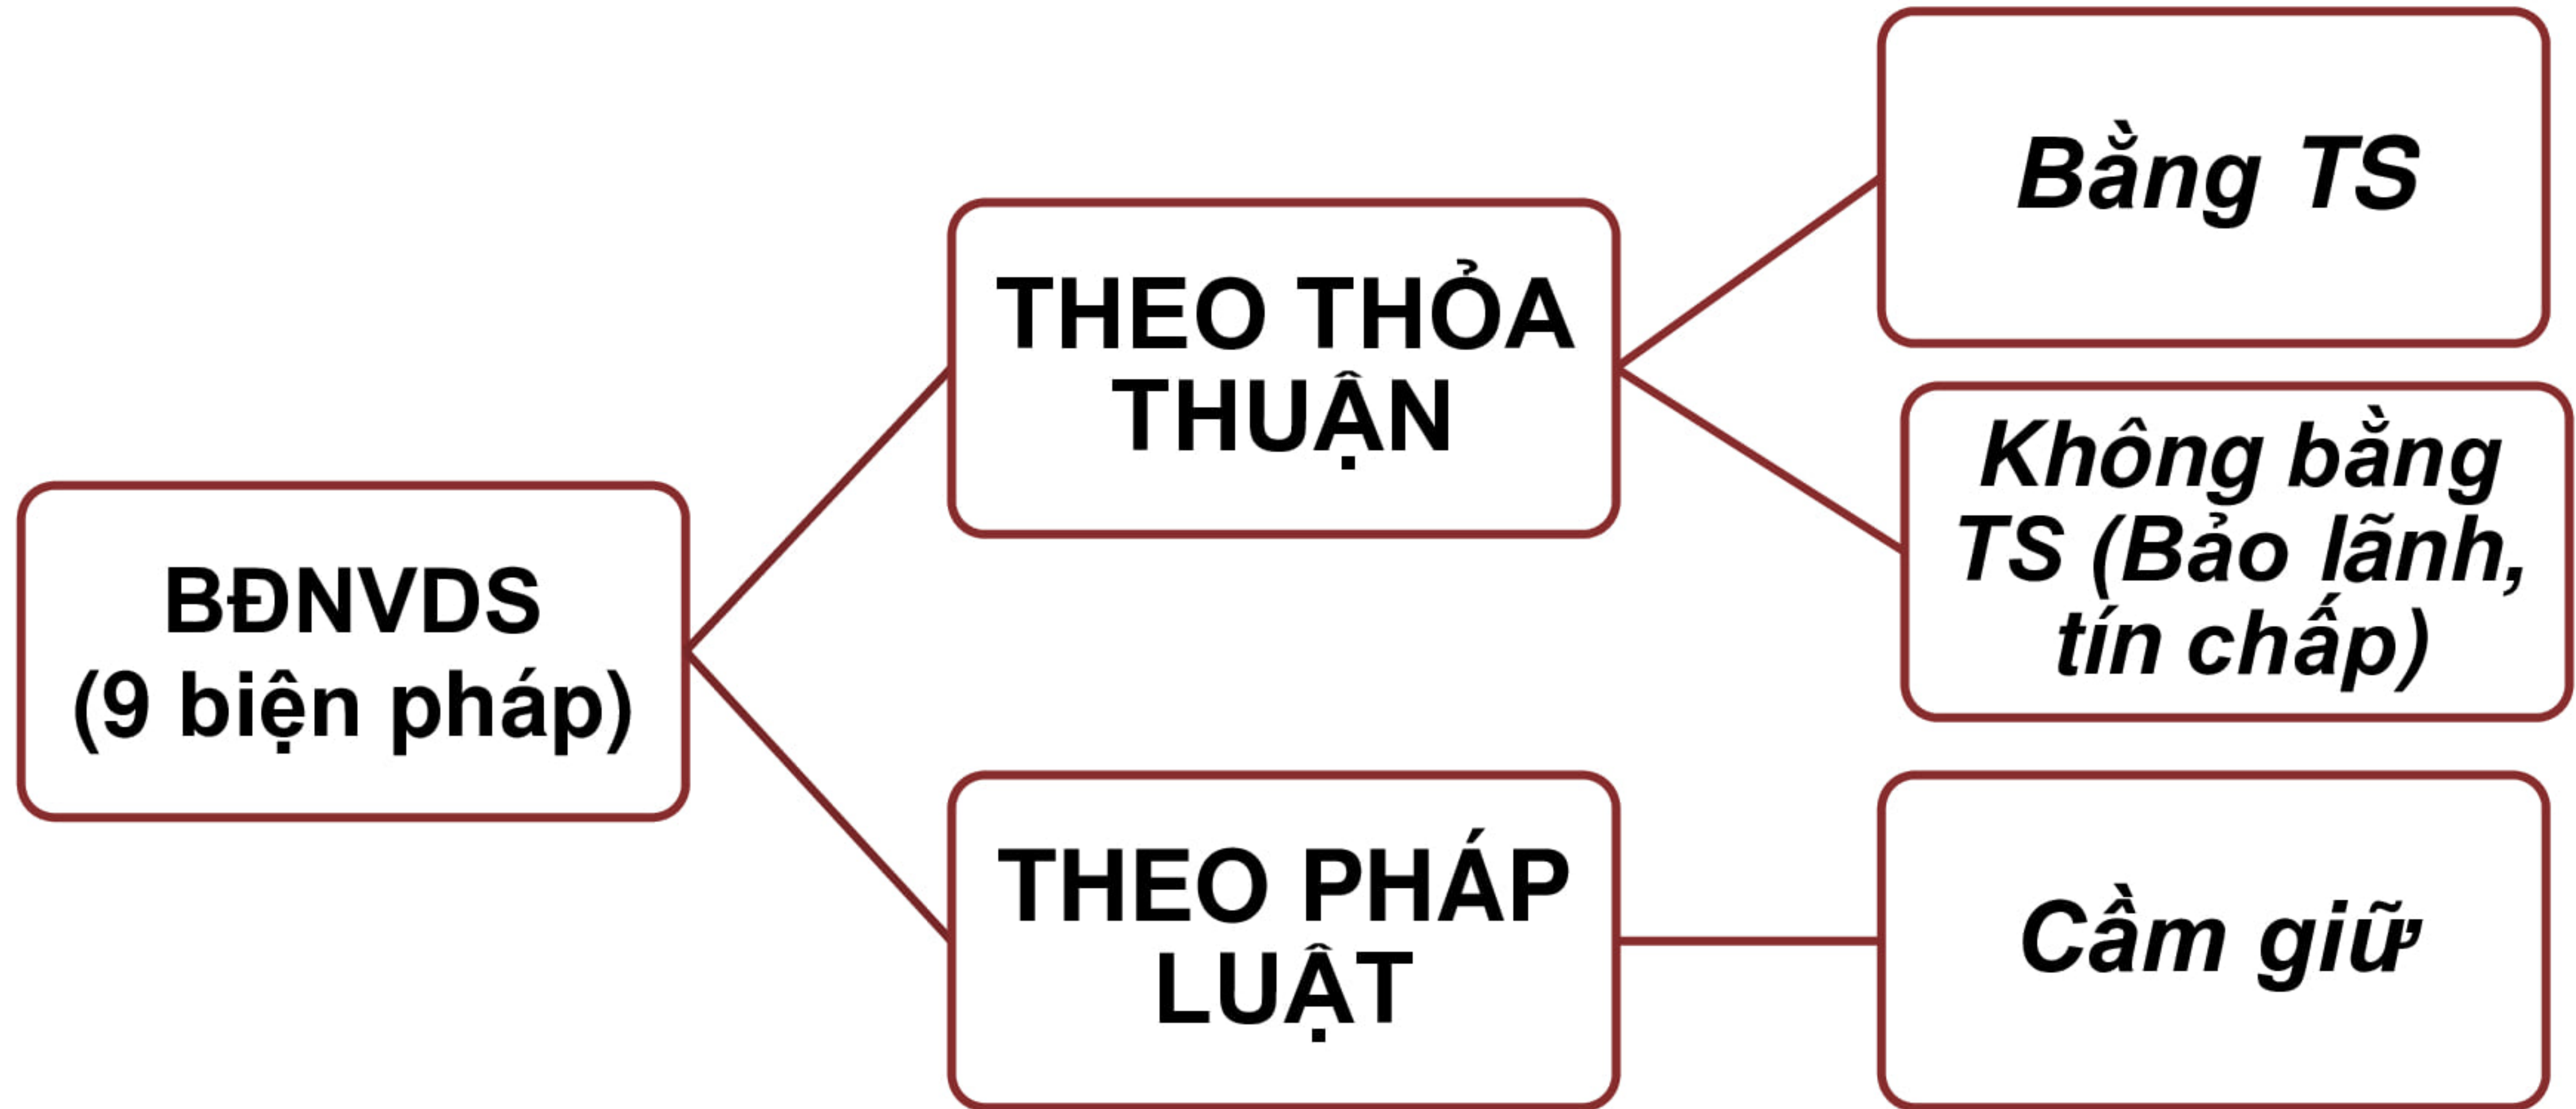 BĐNVDS
(9 biện pháp)
THEO THỎA
THUẬN
Bằng TS
Không bằng
TS (Bảo lãnh,
tín chấp)
THEO PHÁP
LUẬT
Cầm giữ